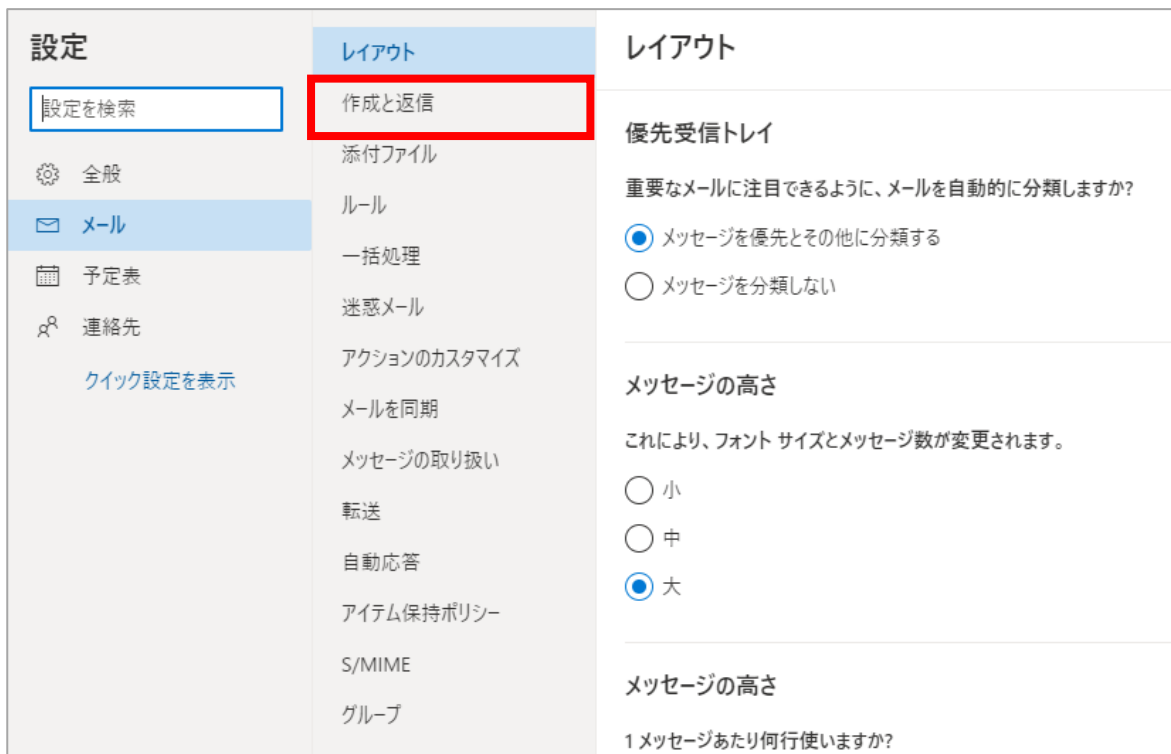 設定
設定を検索
全般
メール
予定表
連絡先
クイック設定を表示
レイアウト
作成と返信
添付ファイル
ルール
一括処理
迷惑メール
アクションのカスタマイズ
メールを同期
メッセージの取り扱い
転送
自動応答
アイテム保持ポリシー
S/MIME
グループ
レイアウト
優先受信トレイ
重要なメールに注目できるように、メールを自動的に分類しますか?
メッセージを優先とその他に分類する
メッセージを分類しない
メッセージの高さ
これにより、フォント サイズとメッセージ数が変更されます。
小
中
大
メッセージの高さ
1 メッセージあたり何行使いますか?